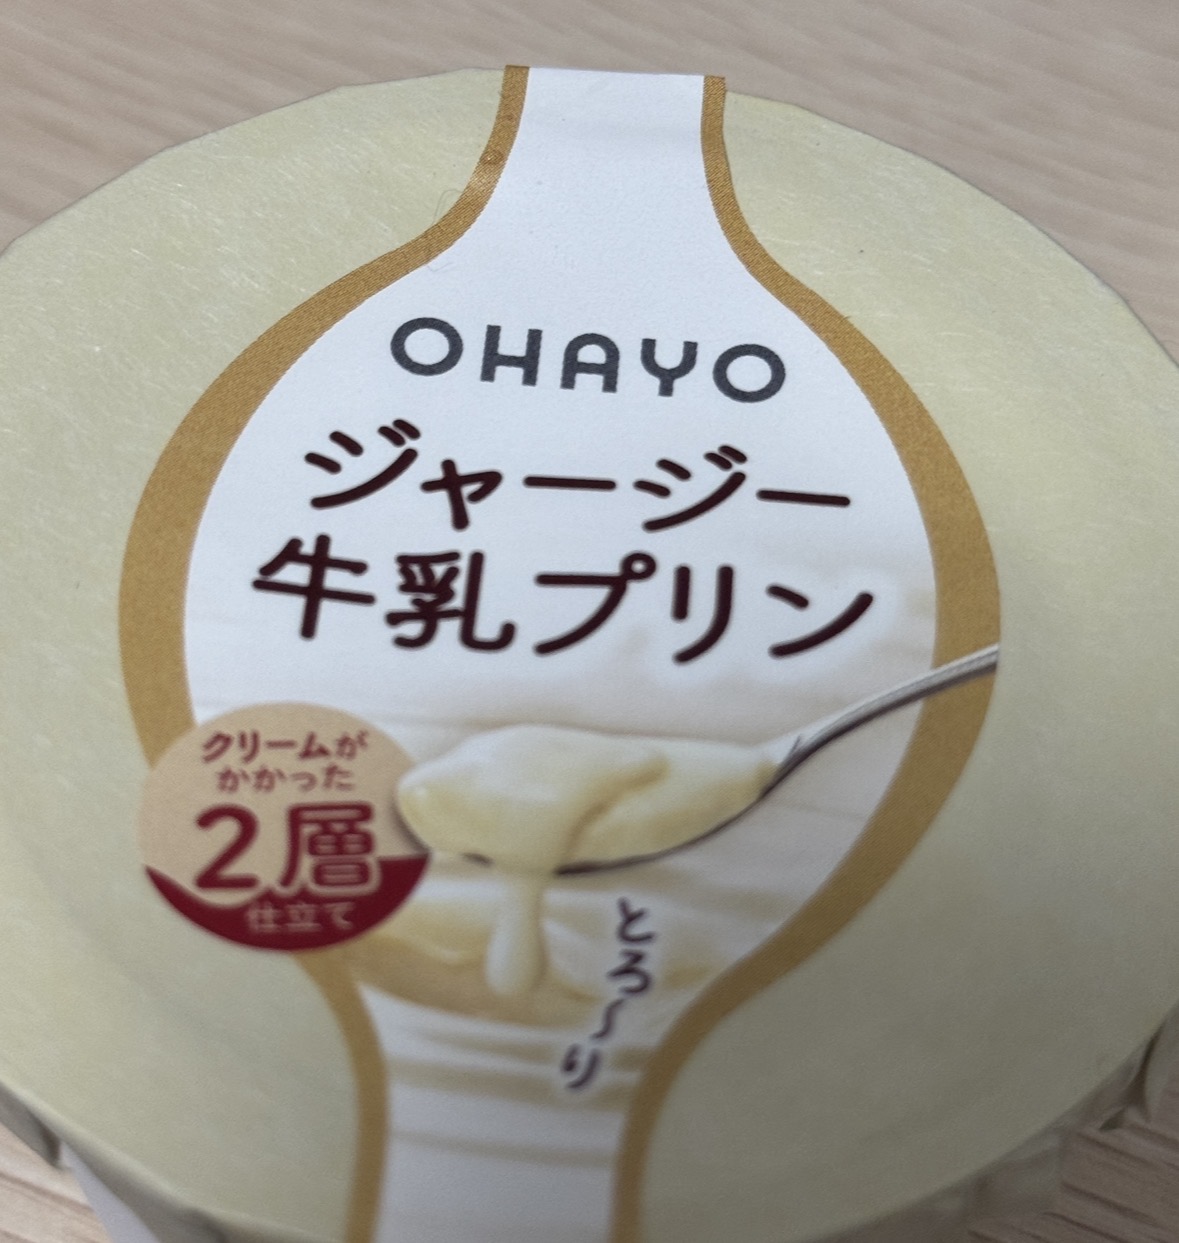 OHAYO
ジャージー
牛乳プリン
クリームが
かかった
2層
仕立て
とろ〜り